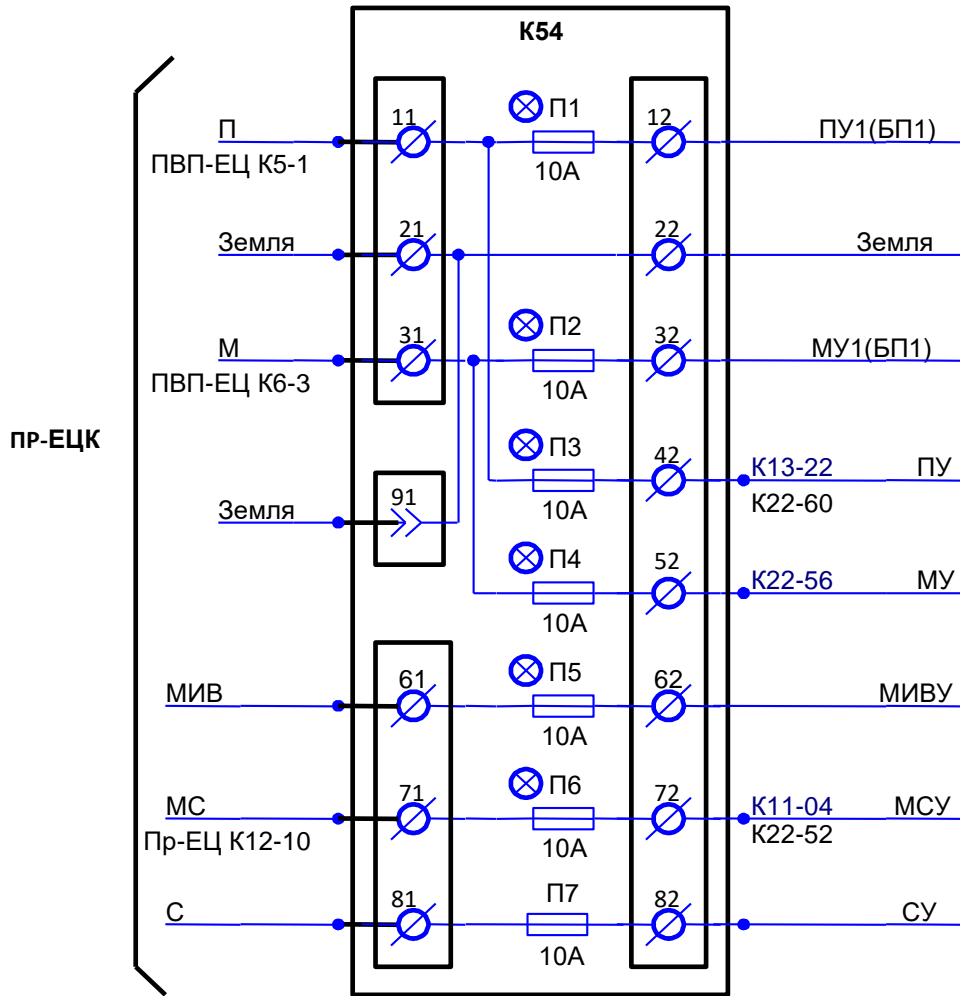 К54
П
ПВП-ЕЦ К5-1
11
П1
10А
12
ПУ1(БП1)
Земля
21
22
Земля
М
ПВП-ЕЦ К6-3
31
П2
10А
32
МУ1(БП1)
ПР-ЕЦК
П3
10А
42
К13-22
К22-60
ПУ
Земля
91
П4
10А
52
К22-56
МУ
МИВ
61
П5
10А
62
МИВУ
МС
Пр-ЕЦ К12-10
71
П6
10А
72
К11-04
К22-52
МСУ
С
81
П7
10А
82
СУ